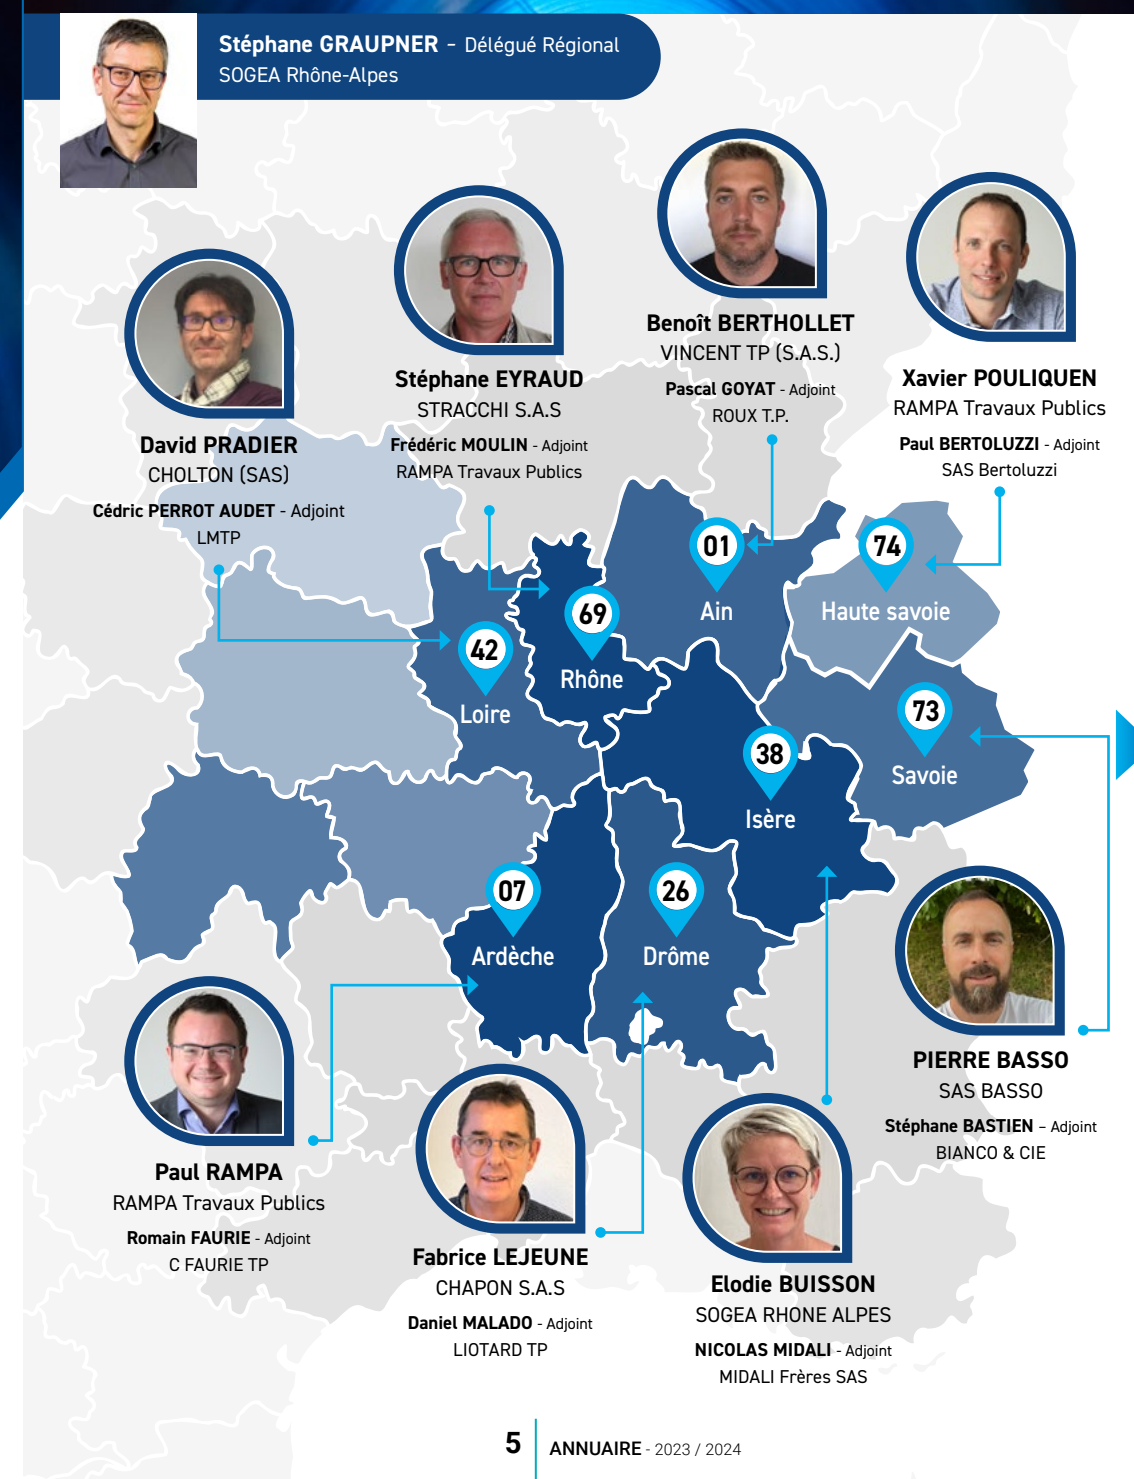 Stéphane GRAUPNER - Délégué Régional
SOGEA Rhône-Alpes
Benoît BERTHOLLET
VINCENT TP (S.A.S.)
Pascal GOYAT - Adjoint
ROUX T.P.
Stéphane EYRAUD
STRACCHI S.A.S
Frédéric MOULIN - Adjoint
RAMPA Travaux Publics
Xavier POULIQUEN
RAMPA Travaux Publics
Paul BERTOLUZZI - Adjoint
SAS Bertoluzzi
David PRADIER
CHOLTON (SAS)
Cédric PERROT AUDET - Adjoint
LMTP
01
Ain
74
Haute savoie
69
Rhône
42
Loire
73
Savoie
38
Isère
07
Ardèche
26
Drôme
PIERRE BASSO
SAS BASSO
Stéphane BASTIEN – Adjoint
BIANCO & CIE
Paul RAMPA
RAMPA Travaux Publics
Romain FAURIE - Adjoint
C FAURIE TP
Fabrice LEJEUNE
CHAPON S.A.S
Daniel MALADO - Adjoint
LIOTARD TP
Elodie BUISSON
SOGEA RHONE ALPES
NICOLAS MIDALI - Adjoint
MIDALI Frères SAS
5
ANNUAIRE - 2023 / 2024